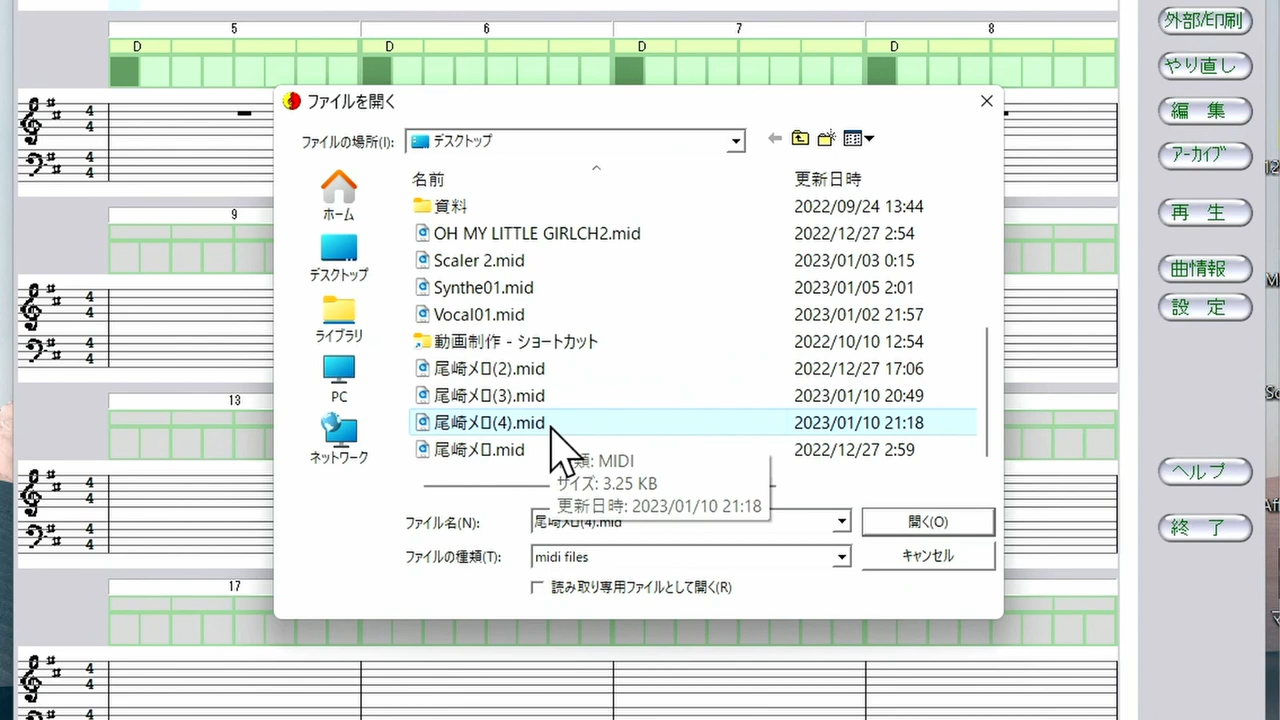 5 6 7 8
D D D D
ファイルを開く
ファイルの場所(I): デスクトップ
名前 更新日時
資料 2022/09/24 13:44
OH MY LITTLE GIRLCH2.mid 2022/12/27 2:54
Scaler 2.mid 2023/01/03 0:15
Synthe01.mid 2023/01/05 2:01
Vocal01.mid 2023/01/02 21:57
動画制作 - ショートカット 2022/10/10 12:54
尾崎メロ(2).mid 2022/12/27 17:06
尾崎メロ(3).mid 2023/01/10 20:49
尾崎メロ(4).mid 2023/01/10 21:18
尾崎メロ.mid 2022/12/27 2:59
類: MIDI
サイズ: 3.25 KB
更新日時: 2023/01/10 21:18
ファイル名(N): 尾崎メロ(4).mid 開く(O)
ファイルの種類(T): midi files キャンセル
読み取り専用ファイルとして開く(R)
ホーム
デスクトップ
ライブラリ
PC
ネットワーク
4
4
4
4
9
4
4
4
4
13
4
4
4
4
17
4
4
4
外部/印刷
やり直し
編 集
アーカイブ
再 生
曲情報
設 定
ヘルプ
終 了